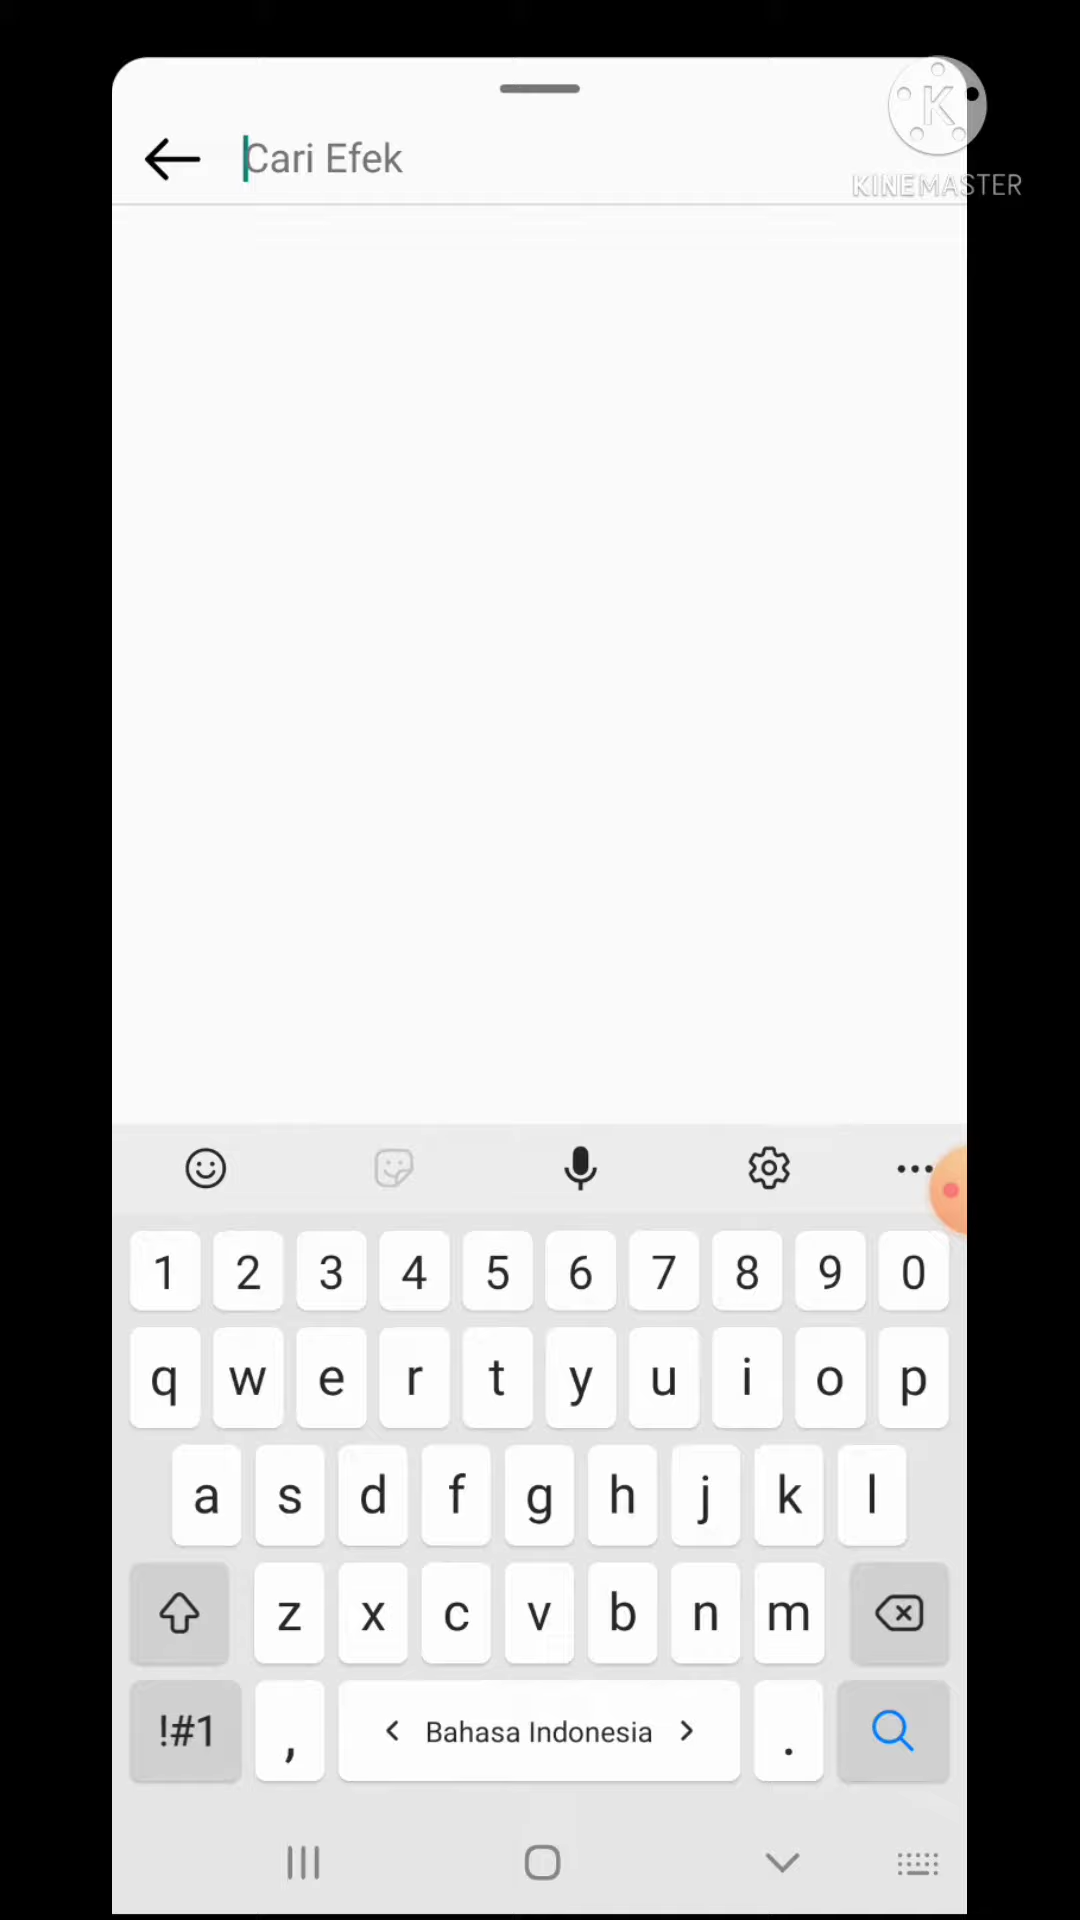 K
KINEMASTER
Cari Efek
1 2 3 4 5 6 7 8 9 0
q w e r t y u i o p
a s d f g h j k l
z x c v b n m
!#1 , < Bahasa Indonesia > .